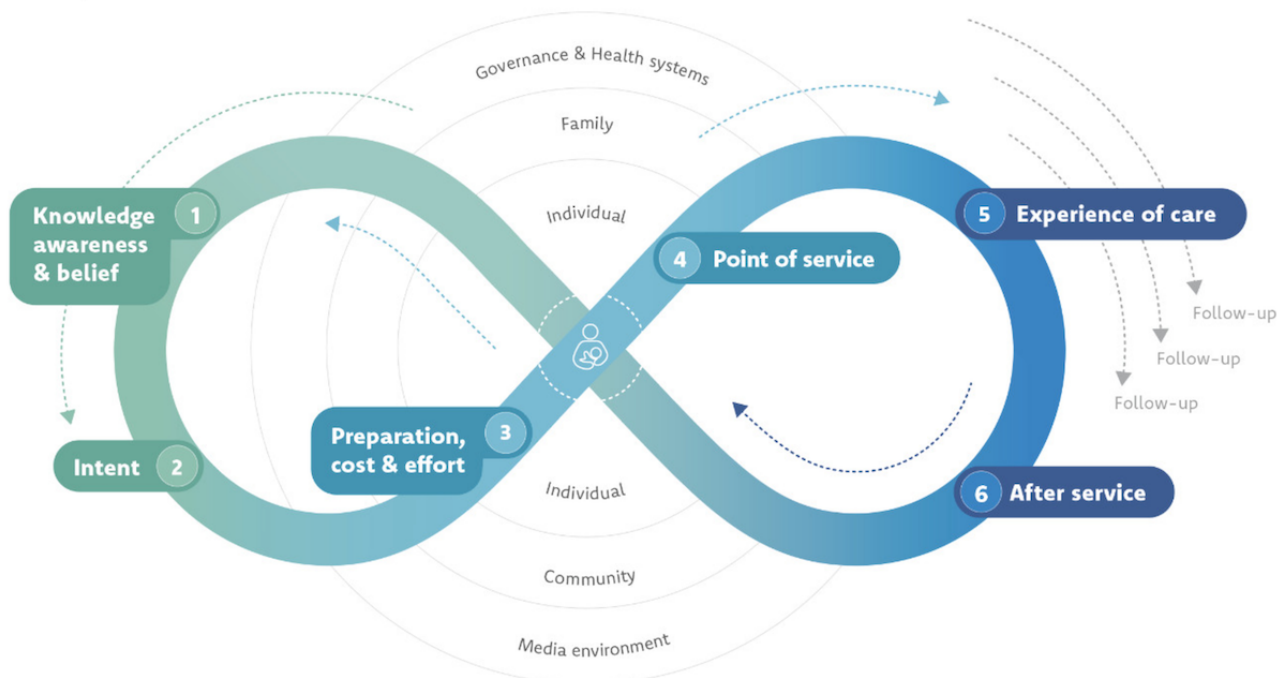 Governance & Health systems
Family
Individual
Knowledge
awareness
& belief
1
Intent 2
Preparation,
cost & effort
3
4 Point of service
5 Experience of care
6 After service
Follow-up
Follow-up
Follow-up
Individual
Community
Media environment